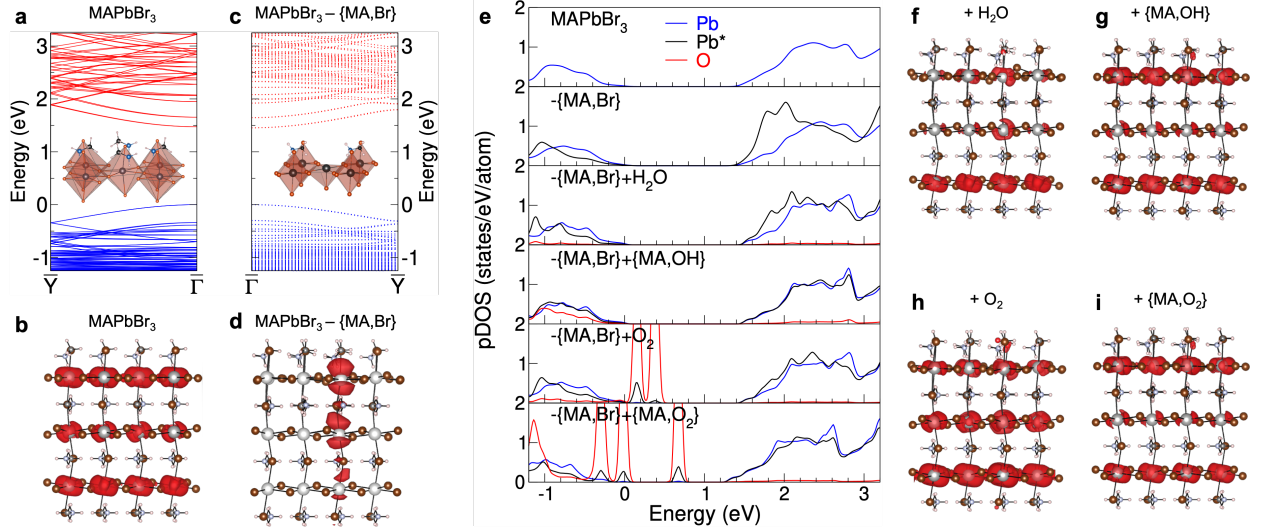 a MAPbBr₃
3
2
1
0
-1
Energy (eV)
Y̅ Γ̅
b MAPbBr₃
c MAPbBr₃ – {MA,Br}
3
2
1
0
-1
Energy (eV)
Γ̅ Y̅
d MAPbBr₃ – {MA,Br}
e
pDOS (states/eV/atom)
2
MAPbBr₃
Pb
Pb*
O
1
2
-{MA,Br}
1
2
-{MA,Br}+H₂O
1
2
-{MA,Br}+{MA,OH}
1
2
-{MA,Br}+O₂
1
2
-{MA,Br}+{MA,O₂}
1
0
-1 0 1 2 3
Energy (eV)
f + H₂O
g + {MA,OH}
h + O₂
i + {MA,O₂}